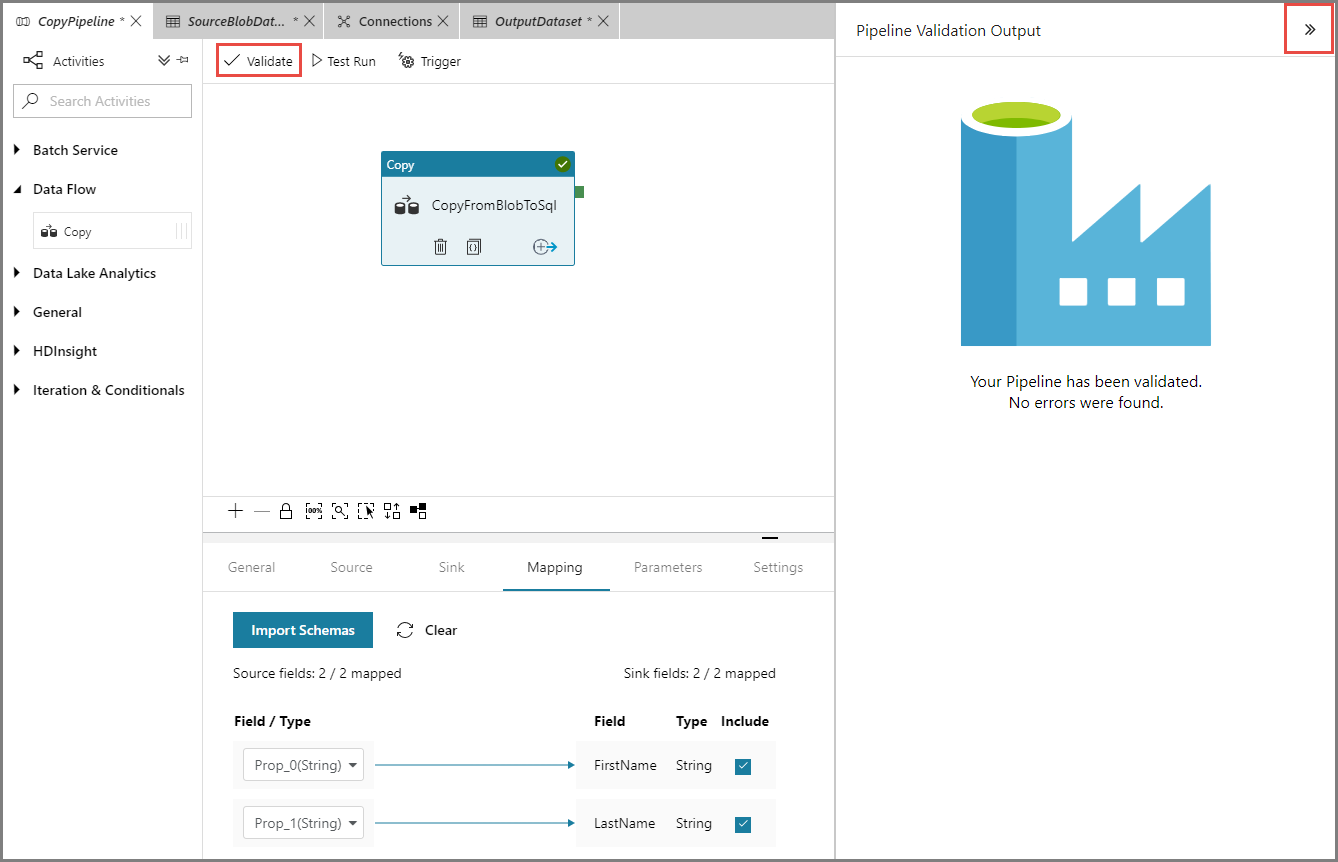 CopyPipeline *
SourceBlobDat... *
Connections
OutputDataset *
Activities
Search Activities
Batch Service
Data Flow
Copy
Data Lake Analytics
General
HDInsight
Iteration & Conditionals
Validate
Test Run
Trigger
Copy
CopyFromBlobToSql
100%
General
Source
Sink
Mapping
Parameters
Settings
Import Schemas
Clear
Source fields: 2 / 2 mapped
Sink fields: 2 / 2 mapped
Field / Type
Field
Type
Include
Prop_0(String)
FirstName
String
Prop_1(String)
LastName
String
Pipeline Validation Output
Your Pipeline has been validated.
No errors were found.